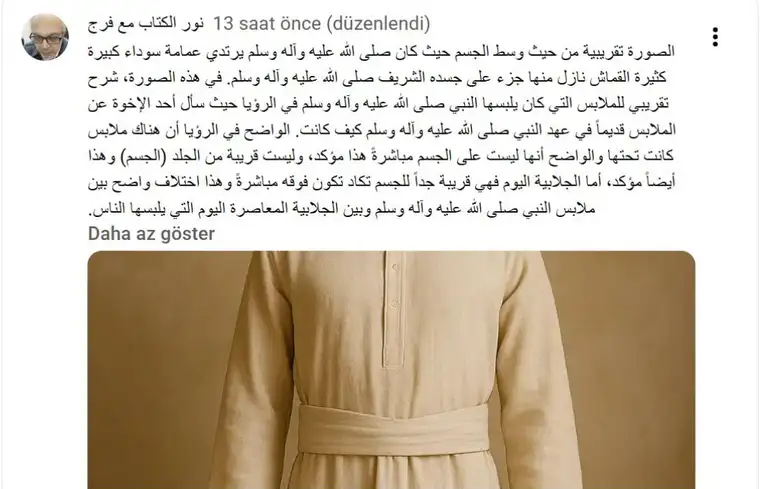 نور الكتاب مع فرج 13 saat önce (düzenlendi)
الصورة تقريبية من حيث وسط الجسم حيث كان صلى الله عليه وآله وسلم يرتدي عمامة سوداء كبيرة
كثيرة القماش نازل منها جزء على جسده الشريف صلى الله عليه وآله وسلم. في هذه الصورة، شرح
تقريبي للملابس التي كان يلبسها النبي صلى الله عليه وآله وسلم في الرؤيا حيث سأل أحد الإخوة عن
الملابس قديماً في عهد النبي صلى الله عليه وآله وسلم كيف كانت. الواضح في الرؤيا أن هناك ملابس
كانت تحتها والواضح أنها ليست على الجسم مباشرةً هذا مؤكد، وليست قريبة من الجلد (الجسم) وهذا
أيضاً مؤكد، أما الجلابية اليوم فهي قريبة جداً للجسم تكاد تكون فوقه مباشرةً وهذا اختلاف واضح بين
ملابس النبي صلى الله عليه وآله وسلم وبين الجلابية المعاصرة اليوم التي يلبسها الناس.
Daha az göster